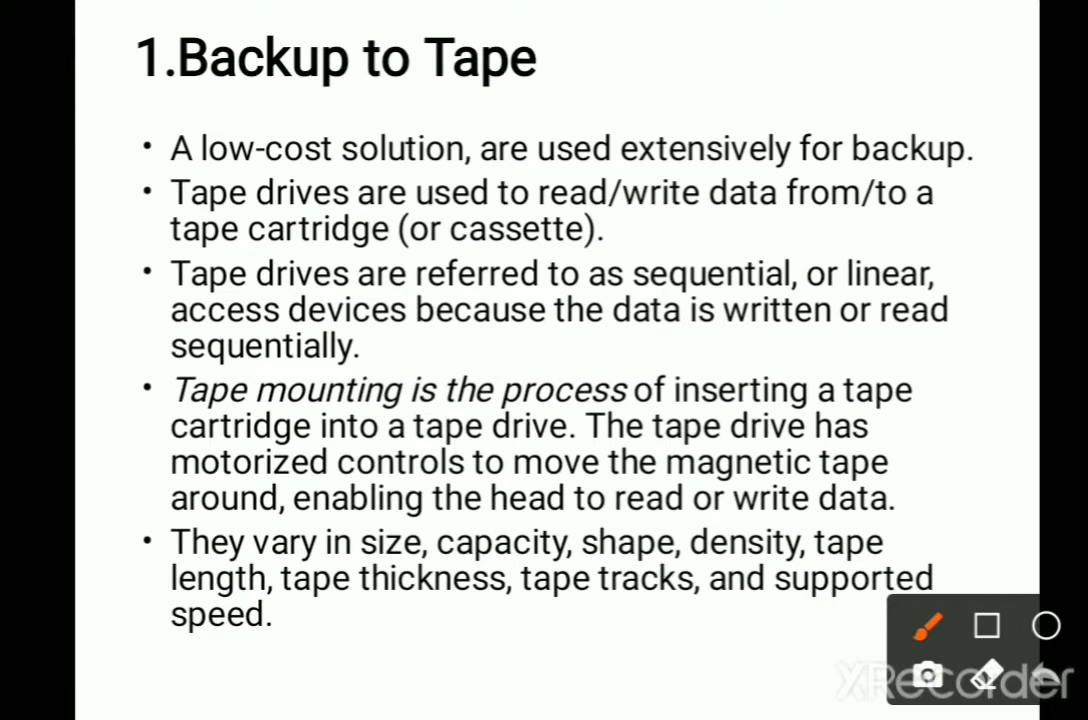 1.Backup to Tape
• A low-cost solution, are used extensively for backup.
• Tape drives are used to read/write data from/to a
tape cartridge (or cassette).
• Tape drives are referred to as sequential, or linear,
access devices because the data is written or read
sequentially.
• Tape mounting is the process of inserting a tape
cartridge into a tape drive. The tape drive has
motorized controls to move the magnetic tape
around, enabling the head to read or write data.
• They vary in size, capacity, shape, density, tape
length, tape thickness, tape tracks, and supported
speed.
XRecorder